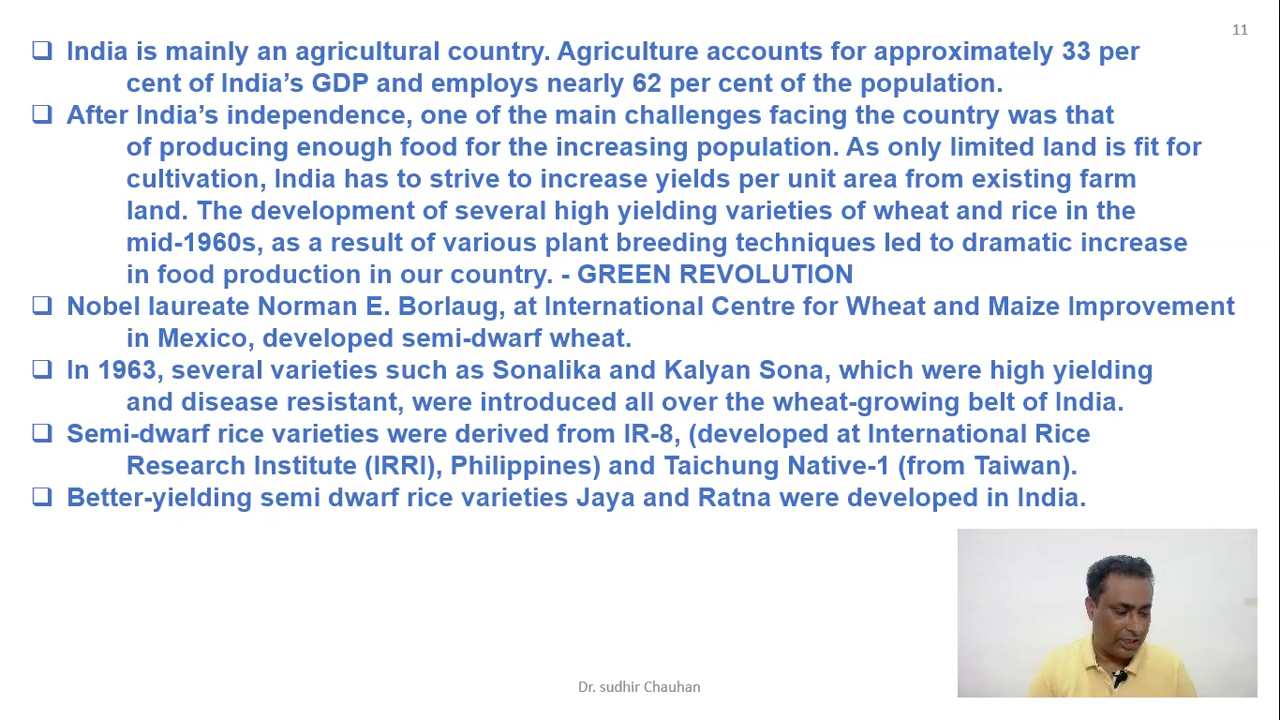 11
❑ India is mainly an agricultural country. Agriculture accounts for approximately 33 per
cent of India’s GDP and employs nearly 62 per cent of the population.
❑ After India’s independence, one of the main challenges facing the country was that
of producing enough food for the increasing population. As only limited land is fit for
cultivation, India has to strive to increase yields per unit area from existing farm
land. The development of several high yielding varieties of wheat and rice in the
mid-1960s, as a result of various plant breeding techniques led to dramatic increase
in food production in our country. - GREEN REVOLUTION
❑ Nobel laureate Norman E. Borlaug, at International Centre for Wheat and Maize Improvement
in Mexico, developed semi-dwarf wheat.
❑ In 1963, several varieties such as Sonalika and Kalyan Sona, which were high yielding
and disease resistant, were introduced all over the wheat-growing belt of India.
❑ Semi-dwarf rice varieties were derived from IR-8, (developed at International Rice
Research Institute (IRRI), Philippines) and Taichung Native-1 (from Taiwan).
❑ Better-yielding semi dwarf rice varieties Jaya and Ratna were developed in India.
Dr. sudhir Chauhan